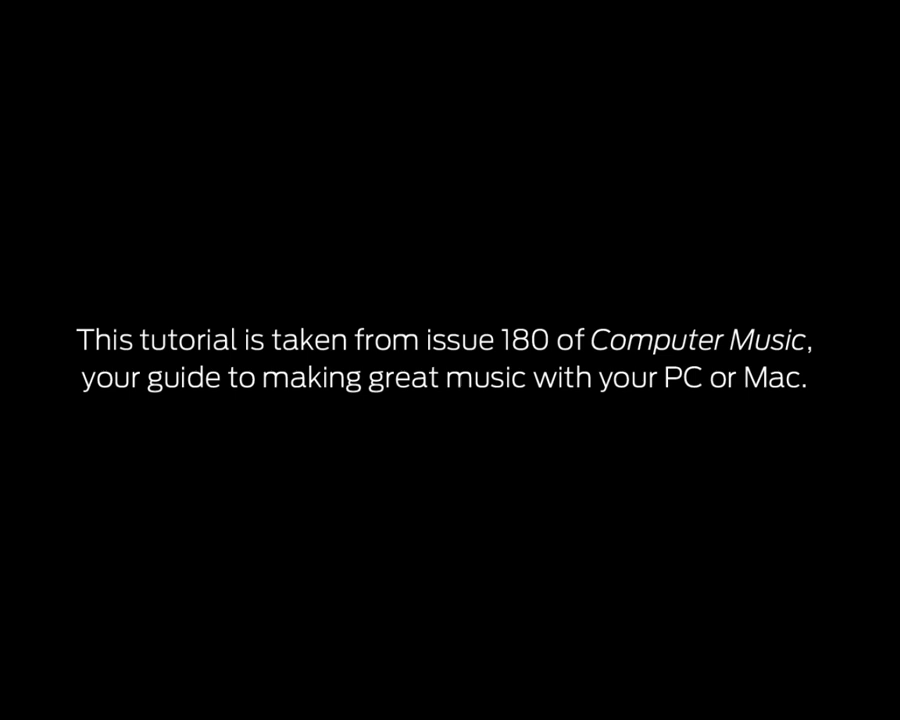 This tutorial is taken from issue 180 of Computer Music,
your guide to making great music with your PC or Mac.